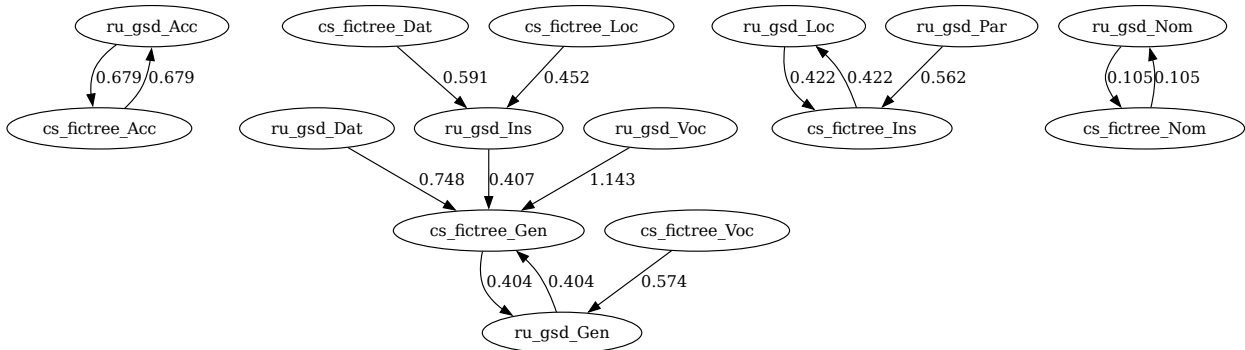 ru_gsd_Acc
cs_fictree_Dat
cs_fictree_Loc
ru_gsd_Loc
ru_gsd_Par
ru_gsd_Nom
0.679
0.679
0.591
0.452
0.422
0.422
0.562
0.105
0.105
cs_fictree_Acc
ru_gsd_Dat
ru_gsd_Ins
ru_gsd_Voc
cs_fictree_Ins
cs_fictree_Nom
0.748
0.407
1.143
cs_fictree_Gen
cs_fictree_Voc
0.404
0.404
0.574
ru_gsd_Gen